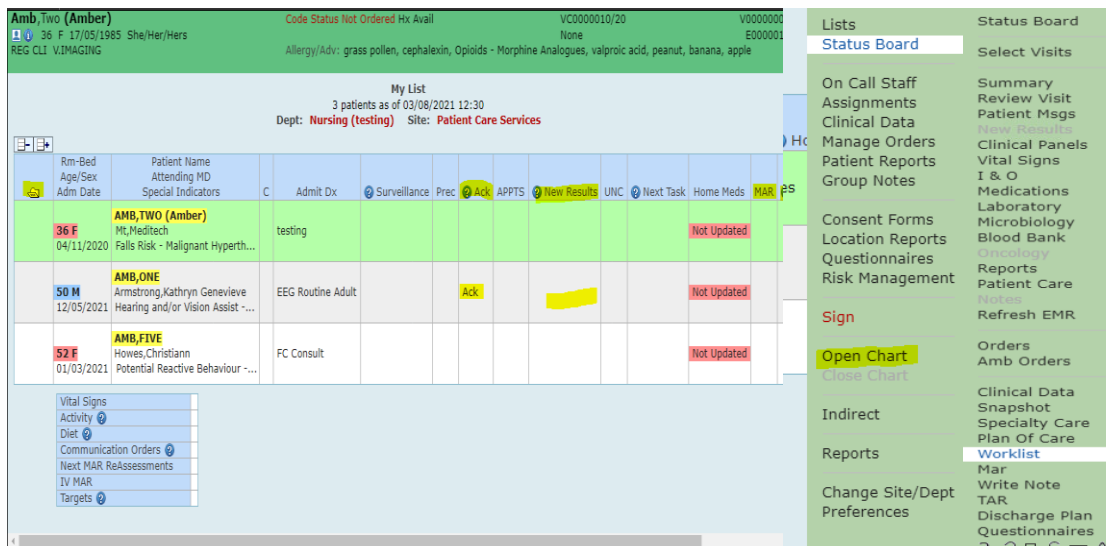 Amb,Two (Amber)
Code Status Not Ordered Hx Avail
VC0000010/20
V0000000
36 F 17/05/1985 She/Her/Hers
None
E000001
REG CLI V.IMAGING
Allergy/Adv: grass pollen, cephalexin, Opioids - Morphine Analogues, valproic acid, peanut, banana, apple
My List
3 patients as of 03/08/2021 12:30
Dept: Nursing (testing) Site: Patient Care Services
Rm-Bed
Age/Sex
Adm Date
Patient Name
Attending MD
Special Indicators
C
Admit Dx
Surveillance
Prec
Ack
APPTS
New Results
UNC
Next Task
Home Meds
MAR
AMB,TWO (Amber)
36 F
Mt,Meditech
testing
Not Updated
04/11/2020
Falls Risk - Malignant Hyperth...
AMB,ONE
50 M
Armstrong,Kathryn Genevieve
EEG Routine Adult
Ack
Not Updated
12/05/2021
Hearing and/or Vision Assist -...
AMB,FIVE
52 F
Howes,Christiann
FC Consult
Not Updated
01/03/2021
Potential Reactive Behaviour -...
Vital Signs
Activity
Diet
Communication Orders
Next MAR ReAssessments
IV MAR
Targets
Lists
Status Board
On Call Staff
Assignments
Clinical Data
Manage Orders
Patient Reports
Group Notes
Consent Forms
Location Reports
Questionnaires
Risk Management
Sign
Open Chart
Close Chart
Indirect
Reports
Change Site/Dept
Preferences
Status Board
Select Visits
Summary
Review Visit
Patient Msgs
New Results
Clinical Panels
Vital Signs
I & O
Medications
Laboratory
Microbiology
Blood Bank
Oncology
Reports
Patient Care
Notes
Refresh EMR
Orders
Amb Orders
Clinical Data
Snapshot
Specialty Care
Plan Of Care
Worklist
Mar
Write Note
TAR
Discharge Plan
Questionnaires